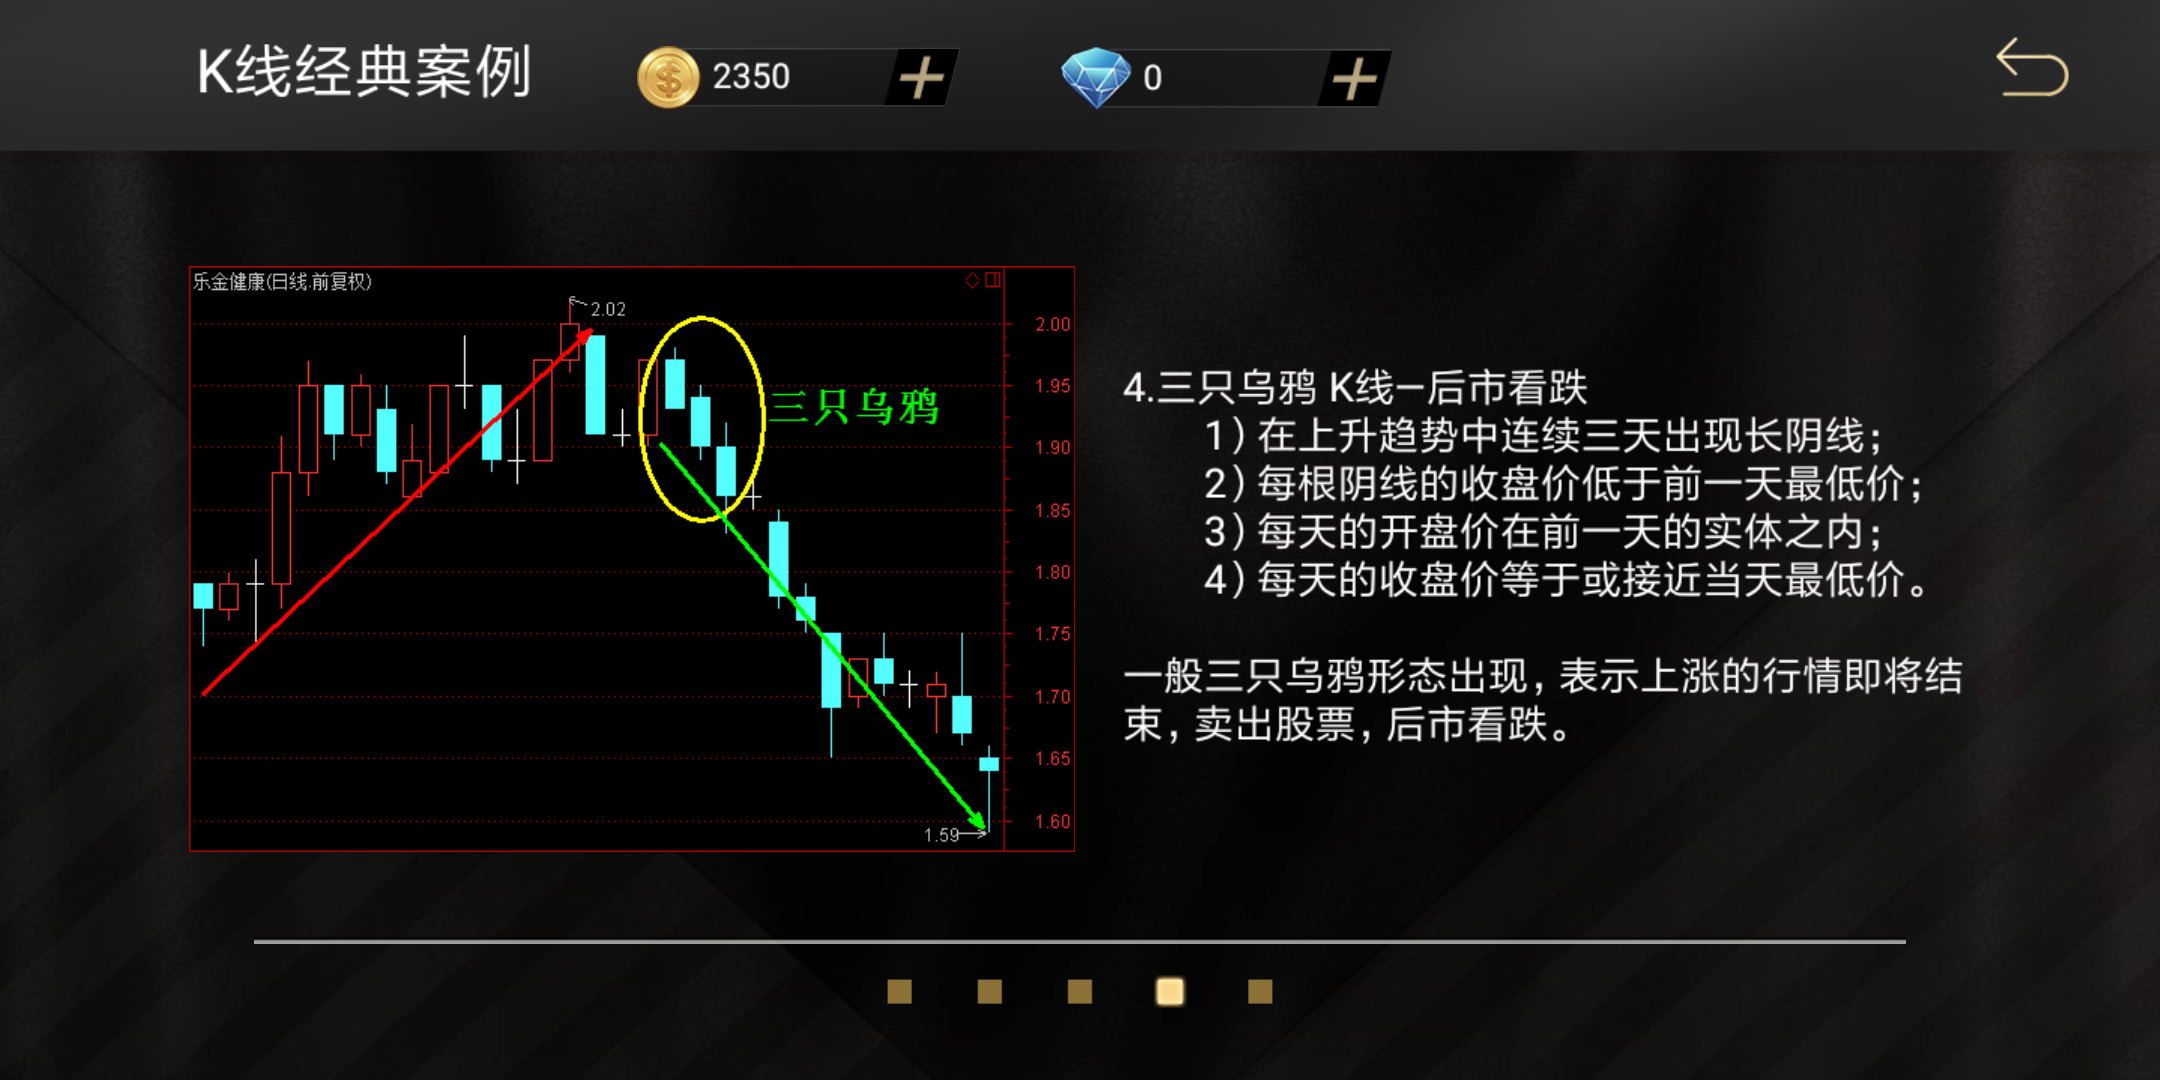 K线经典案例
2350
0
乐金健康(日线.前复权)
2.02
2.00
1.95
三只乌鸦
1.90
1.85
1.80
1.75
1.70
1.65
1.60
1.59
4.三只乌鸦 K线—后市看跌
1）在上升趋势中连续三天出现长阴线；
2）每根阴线的收盘价低于前一天最低价；
3）每天的开盘价在前一天的实体之内；
4）每天的收盘价等于或接近当天最低价。
一般三只乌鸦形态出现，表示上涨的行情即将结
束，卖出股票，后市看跌。